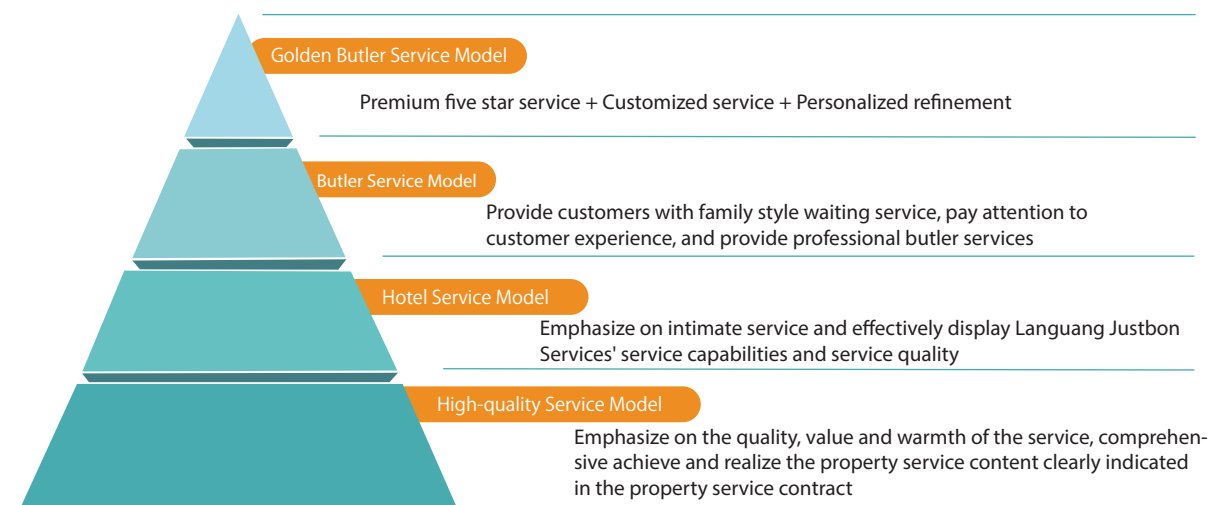 Golden Butler Service Model
Premium five star service + Customized service + Personalized refinement
Butler Service Model
Provide customers with family style waiting service, pay attention to
customer experience, and provide professional butler services
Hotel Service Model
Emphasize on intimate service and effectively display Languang Justbon
Services' service capabilities and service quality
High-quality Service Model
Emphasize on the quality, value and warmth of the service, comprehen-
sive achieve and realize the property service content clearly indicated
in the property service contract